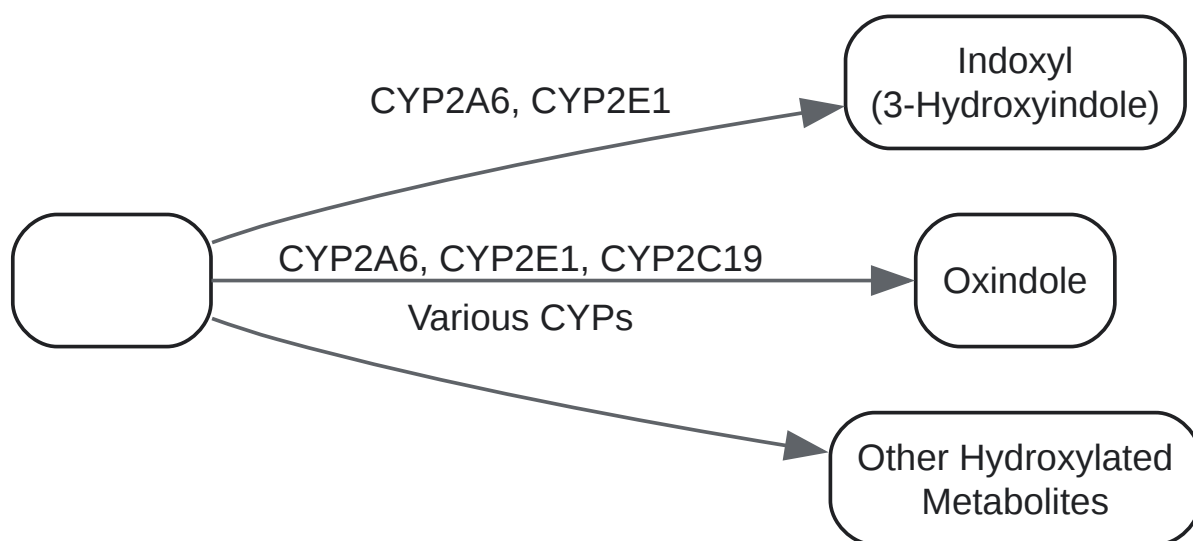 Indoxyl
(3-Hydroxyindole)
CYP2A6, CYP2E1
CYP2A6, CYP2E1, CYP2C19
Oxindole
Various CYPs
Other Hydroxylated
Metabolites